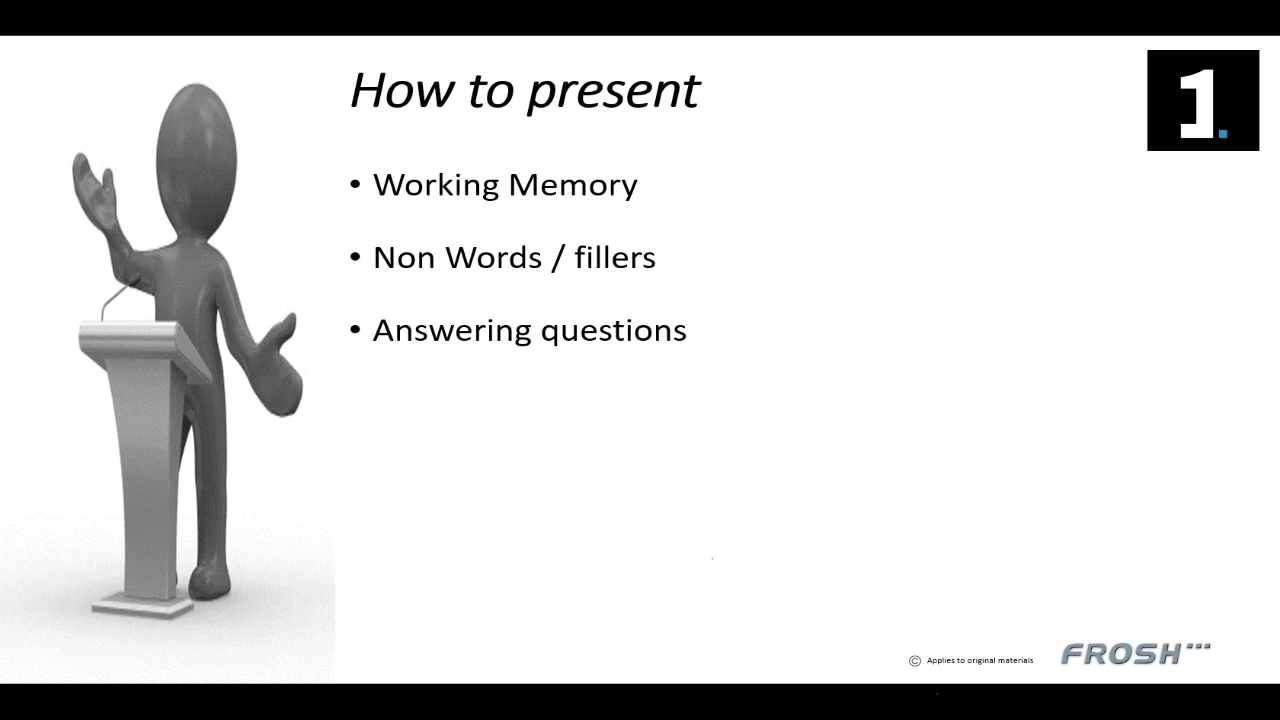 How to present
1.
• Working Memory
• Non Words / fillers
• Answering questions
© Applies to original materials
FROSH